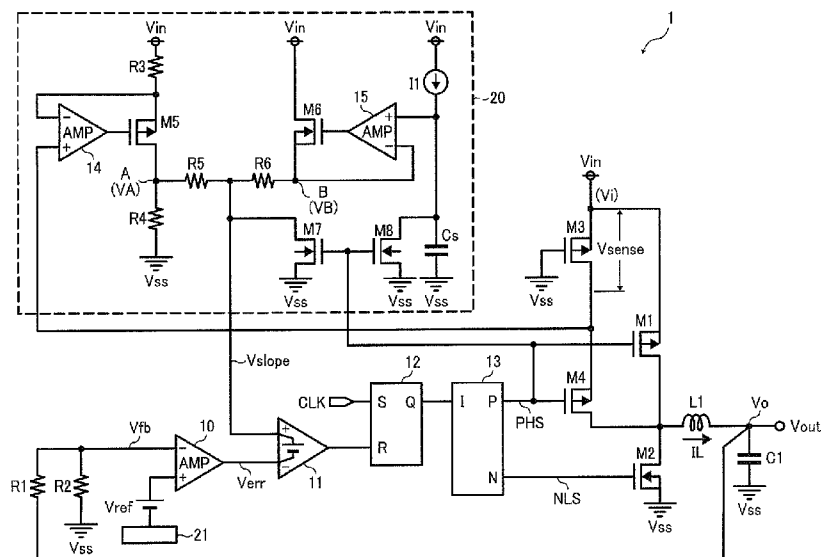 1
Vin
Vin
Vin
R3
I1
20
15
M6
M5
AMP
+
-
-
AMP
+
14
Vin
A
(VA)
R5
R6
B
(VB)
(Vi)
M3
R4
M7
M8
Cs
Vsense
Vss
Vss
Vss
Vss
Vss
M1
Vslope
12
13
M4
CLK
S
Q
I
P
PHS
L1
Vo
Vout
Vfb
10
+
R
IL
-
AMP
+
-
11
M2
C1
R1
R2
Verr
N
NLS
Vref
Vss
21
Vss
Vss